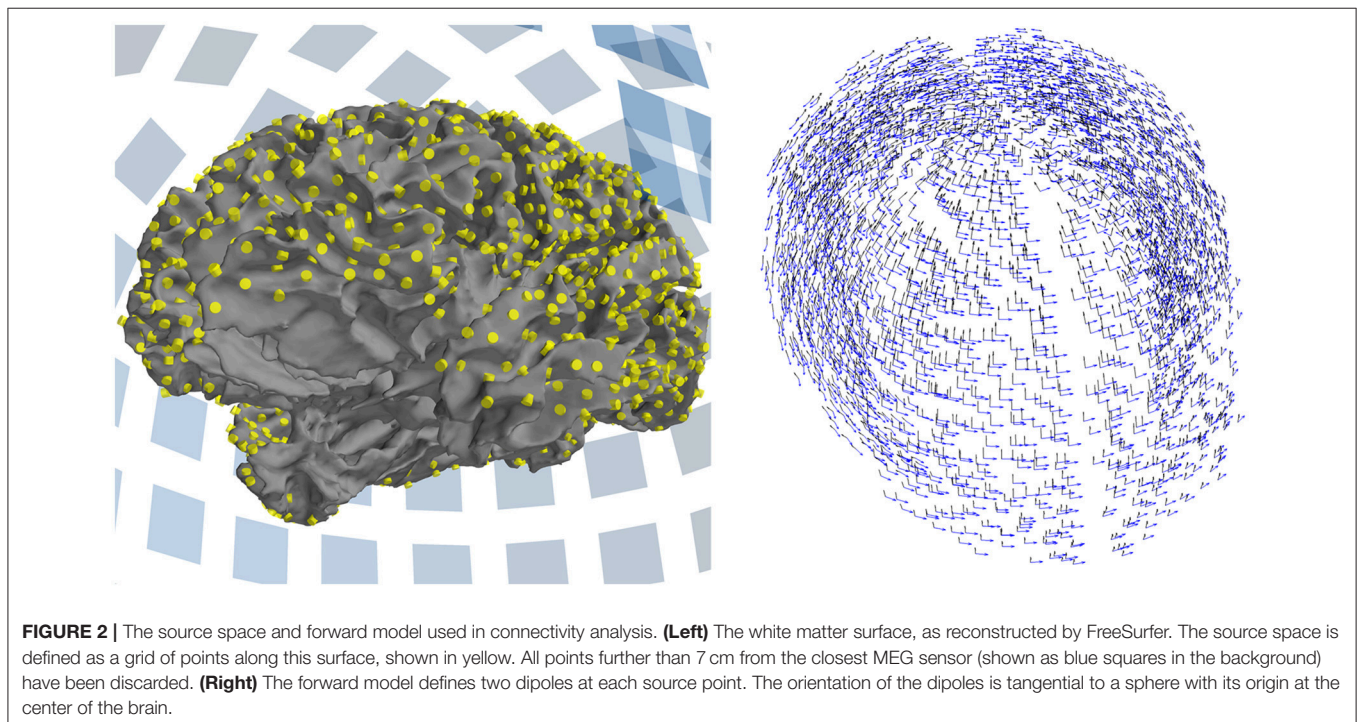 FIGURE 2 | The source space and forward model used in connectivity analysis. (Left) The white matter surface, as reconstructed by FreeSurfer. The source space is
defined as a grid of points along this surface, shown in yellow. All points further than 7 cm from the closest MEG sensor (shown as blue squares in the background)
have been discarded. (Right) The forward model defines two dipoles at each source point. The orientation of the dipoles is tangential to a sphere with its origin at the
center of the brain.